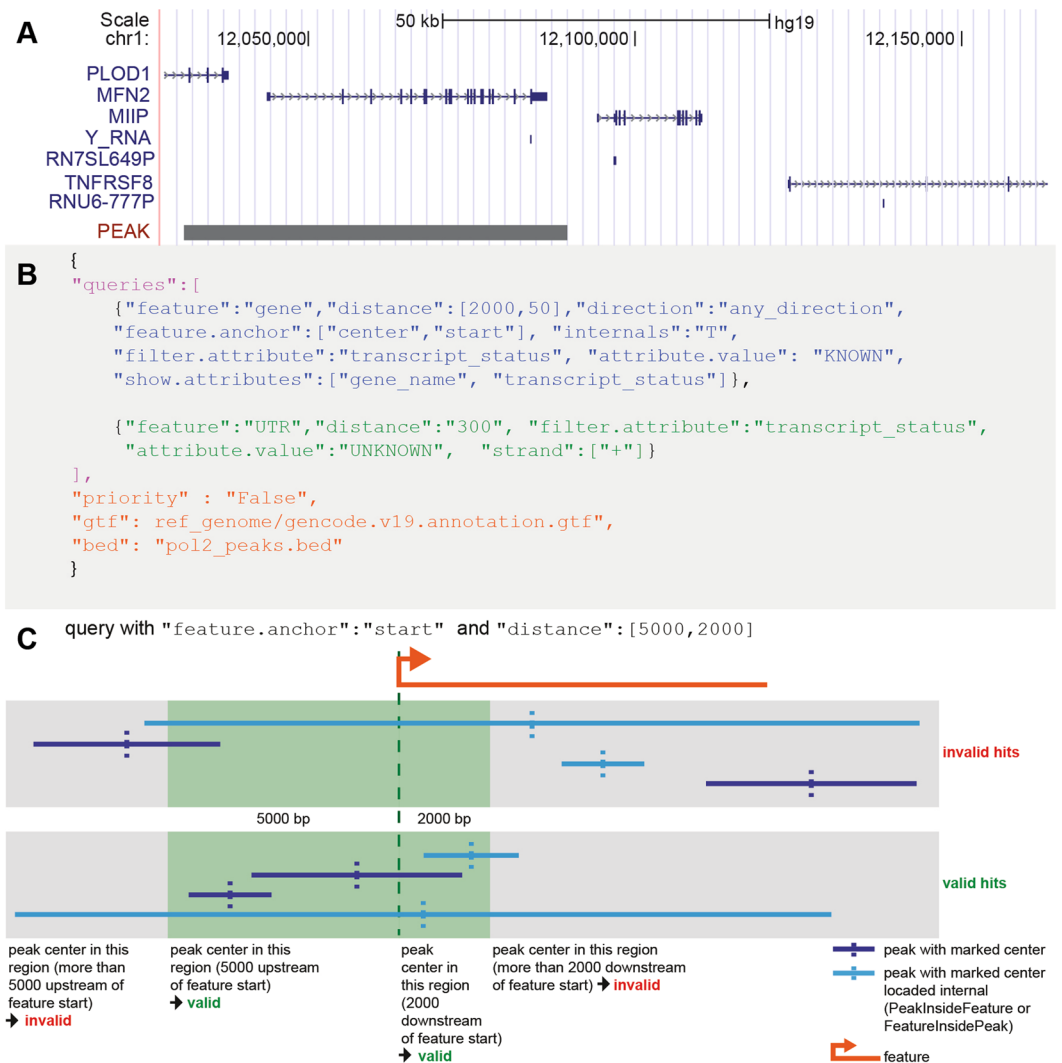 A
Scale
50 kb
hg19
chr1:
12,050,000
12,100,000
12,150,000
PLOD1
MFN2
MIIP
Y_RNA
RN7SL649P
TNFRSF8
RNU6-777P
PEAK
B
{
"queries":[
{"feature":"gene","distance":[2000,50],"direction":"any_direction",
"feature.anchor":["center","start"], "internals":"T",
"filter.attribute":"transcript_status", "attribute.value": "KNOWN",
"show.attributes":["gene_name", "transcript_status"]},
{"feature":"UTR","distance":"300", "filter.attribute":"transcript_status",
"attribute.value":"UNKNOWN", "strand":["+"]}
],
"priority" : "False",
"gtf": ref_genome/gencode.v19.annotation.gtf",
"bed": "pol2_peaks.bed"
}
C
query with "feature.anchor":"start" and "distance":[5000,2000]
invalid hits
5000 bp
2000 bp
valid hits
peak center in this
region (more than
5000 upstream of
feature start)
→ invalid
peak center in this
region (5000 upstream
of feature start)
→ valid
peak
center in
this region
(2000
downstream
of feature start)
→ valid
peak center in this region
(more than 2000 downstream
of feature start) → invalid
peak with marked center
peak with marked center
locaded internal
(PeakInsideFeature or
FeatureInsidePeak)
feature